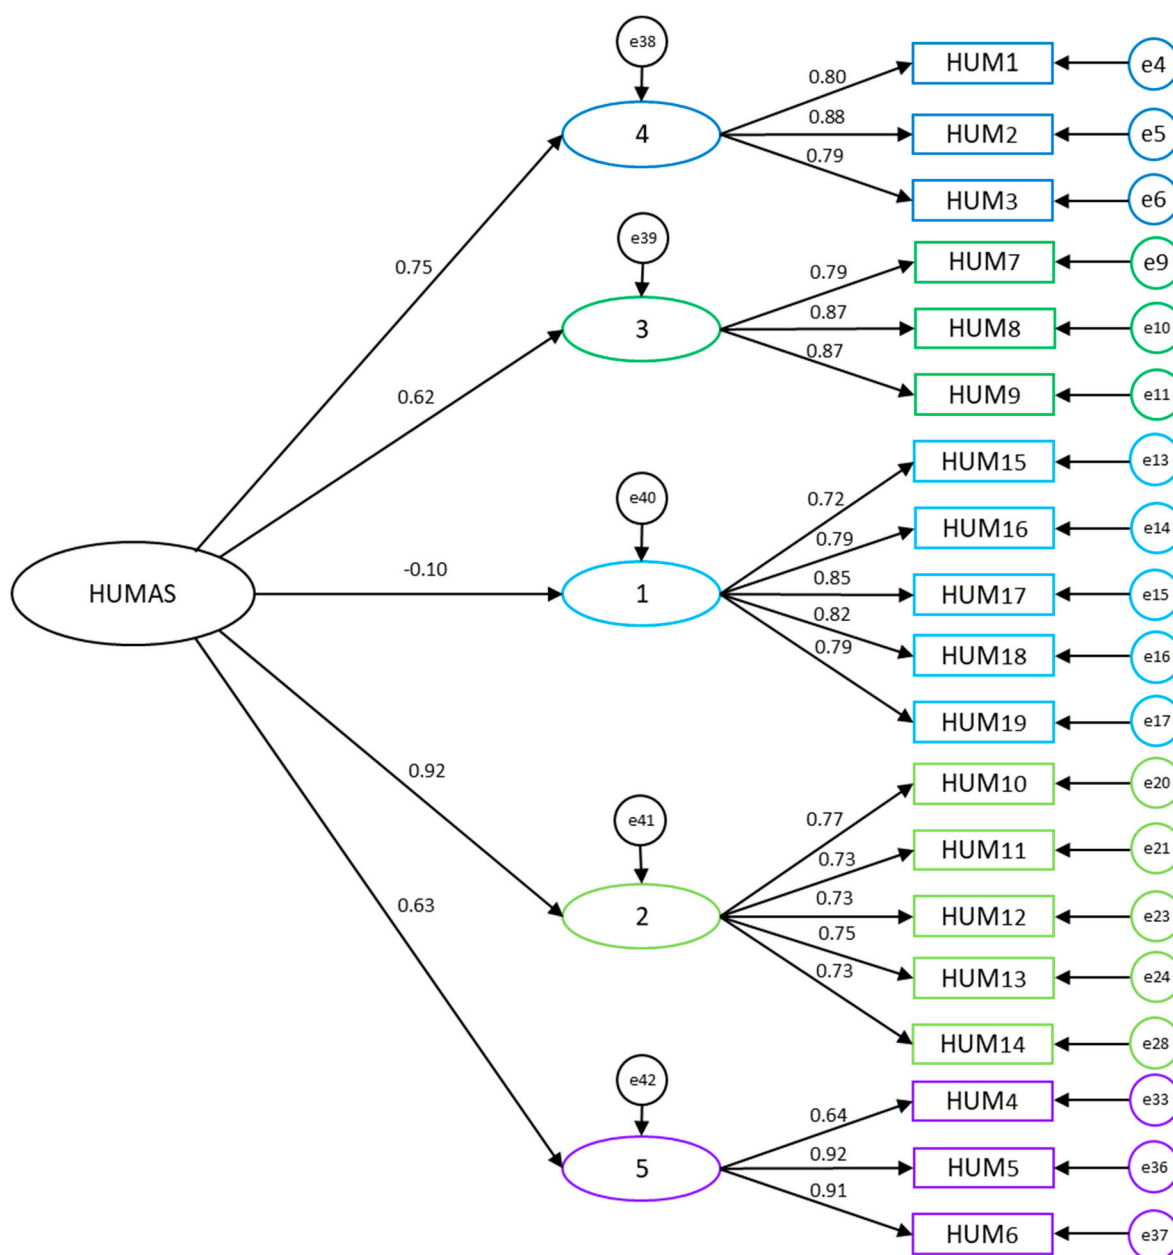 e38
HUM1
e4
0.80
4
0.88
HUM2
e5
0.79
HUM3
e6
e39
HUM7
e9
0.75
0.79
3
0.87
HUM8
e10
0.87
0.62
HUM9
e11
HUM15
e13
e40
0.72
HUM16
e14
0.79
HUMAS
-0.10
1
0.85
HUM17
e15
0.82
0.79
HUM18
e16
HUM19
e17
0.92
HUM10
e20
e41
0.77
HUM11
e21
0.73
0.63
2
0.73
HUM12
e23
0.75
HUM13
e24
0.73
HUM14
e28
e42
HUM4
e33
0.64
5
0.92
HUM5
e36
0.91
HUM6
e37